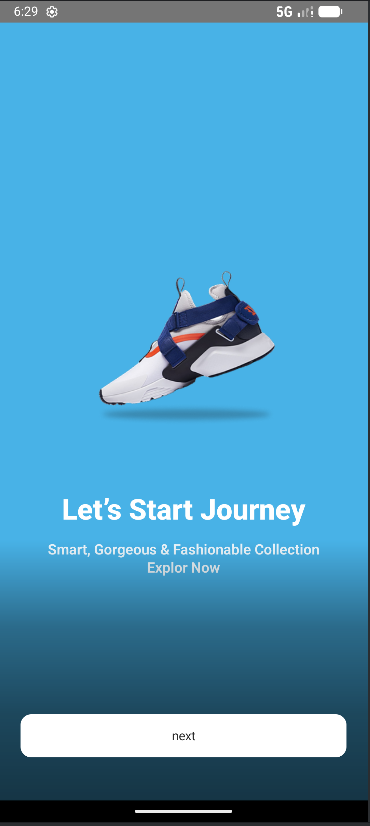 6:29 5G
Let's Start Journey
Smart, Gorgeous & Fashionable Collection
Explor Now
next